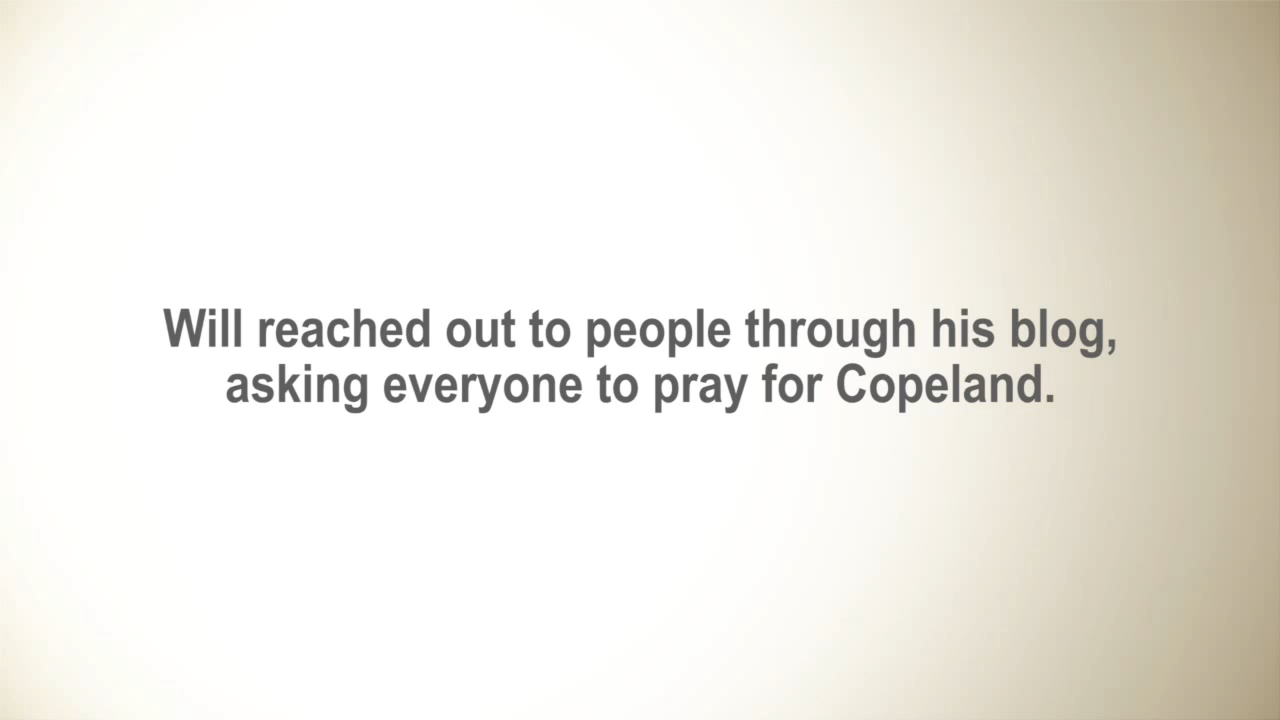 Will reached out to people through his blog,
asking everyone to pray for Copeland.